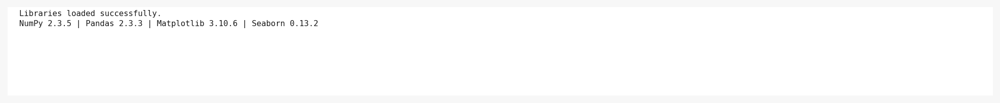 Libraries loaded successfully.
NumPy 2.3.5 | Pandas 2.3.3 | Matplotlib 3.10.6 | Seaborn 0.13.2